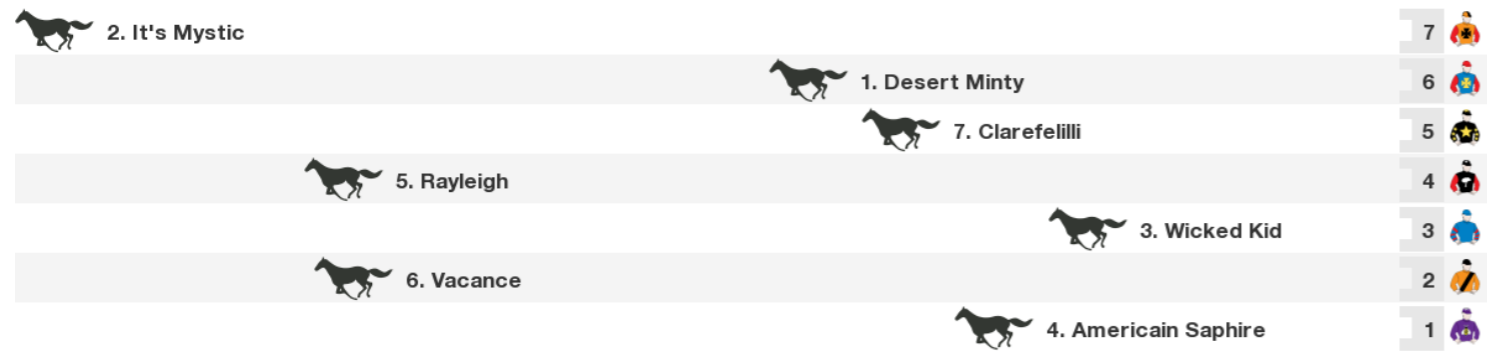 2. It's Mystic 7
1. Desert Minty 6
7. Clarefelilli 5
5. Rayleigh 4
3. Wicked Kid 3
6. Vacance 2
4. Americain Saphire 1